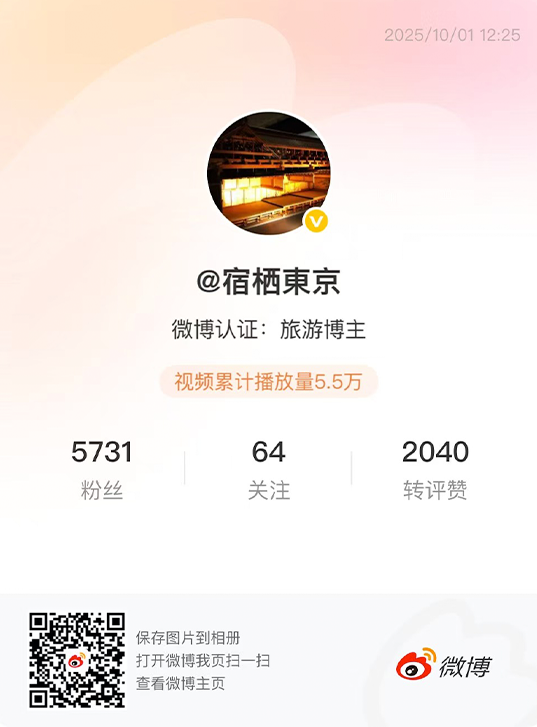 2025/10/01 12:25
@宿栖東京
微博认证：旅游博主
视频累计播放量5.5万
5731 64 2040
粉丝 关注 转评赞
保存图片到相册
打开微博我页扫一扫
查看微博主页
微博